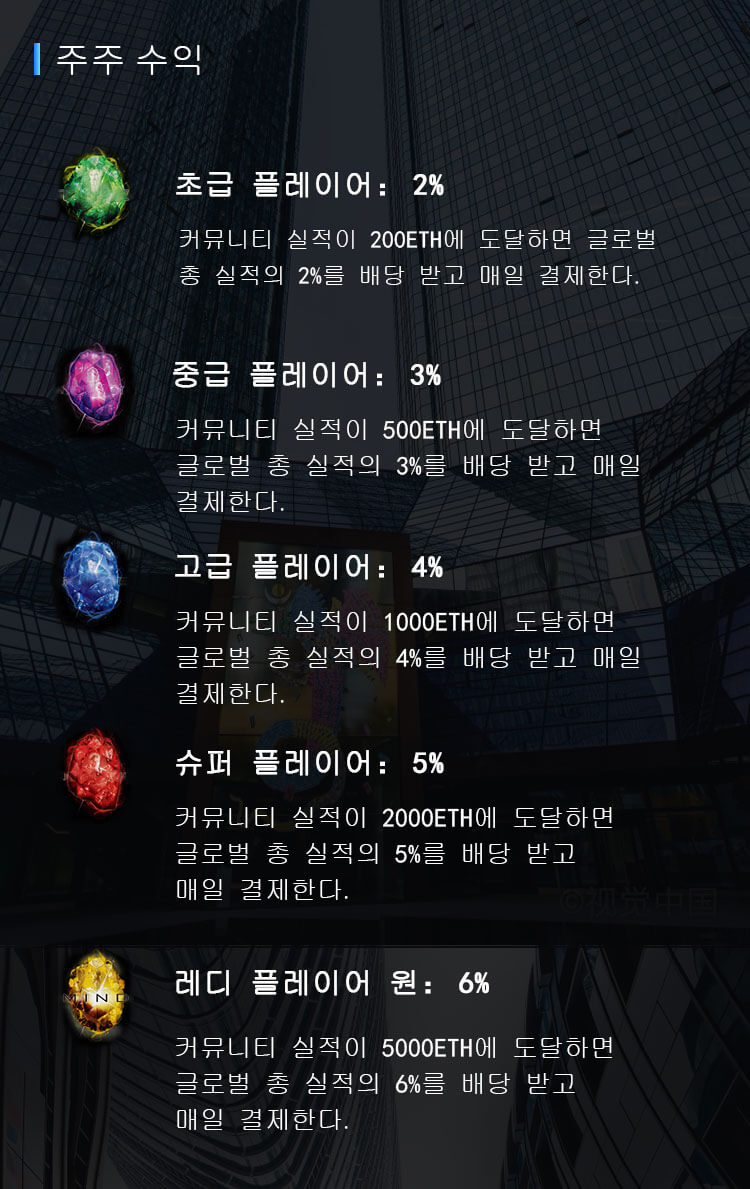 주주 수익
초급 플레이어: 2%
커뮤니티 실적이 200ETH에 도달하면 글로벌
총 실적의 2%를 배당 받고 매일 결제한다.
중급 플레이어: 3%
커뮤니티 실적이 500ETH에 도달하면
글로벌 총 실적의 3%를 배당 받고 매일
결제한다.
고급 플레이어: 4%
커뮤니티 실적이 1000ETH에 도달하면
글로벌 총 실적의 4%를 배당 받고 매일
결제한다.
슈퍼 플레이어: 5%
커뮤니티 실적이 2000ETH에 도달하면
글로벌 총 실적의 5%를 배당 받고
매일 결제한다.
©视觉中国
레디 플레이어 원: 6%
MIND
커뮤니티 실적이 5000ETH에 도달하면
글로벌 총 실적의 6%를 배당 받고
매일 결제한다.